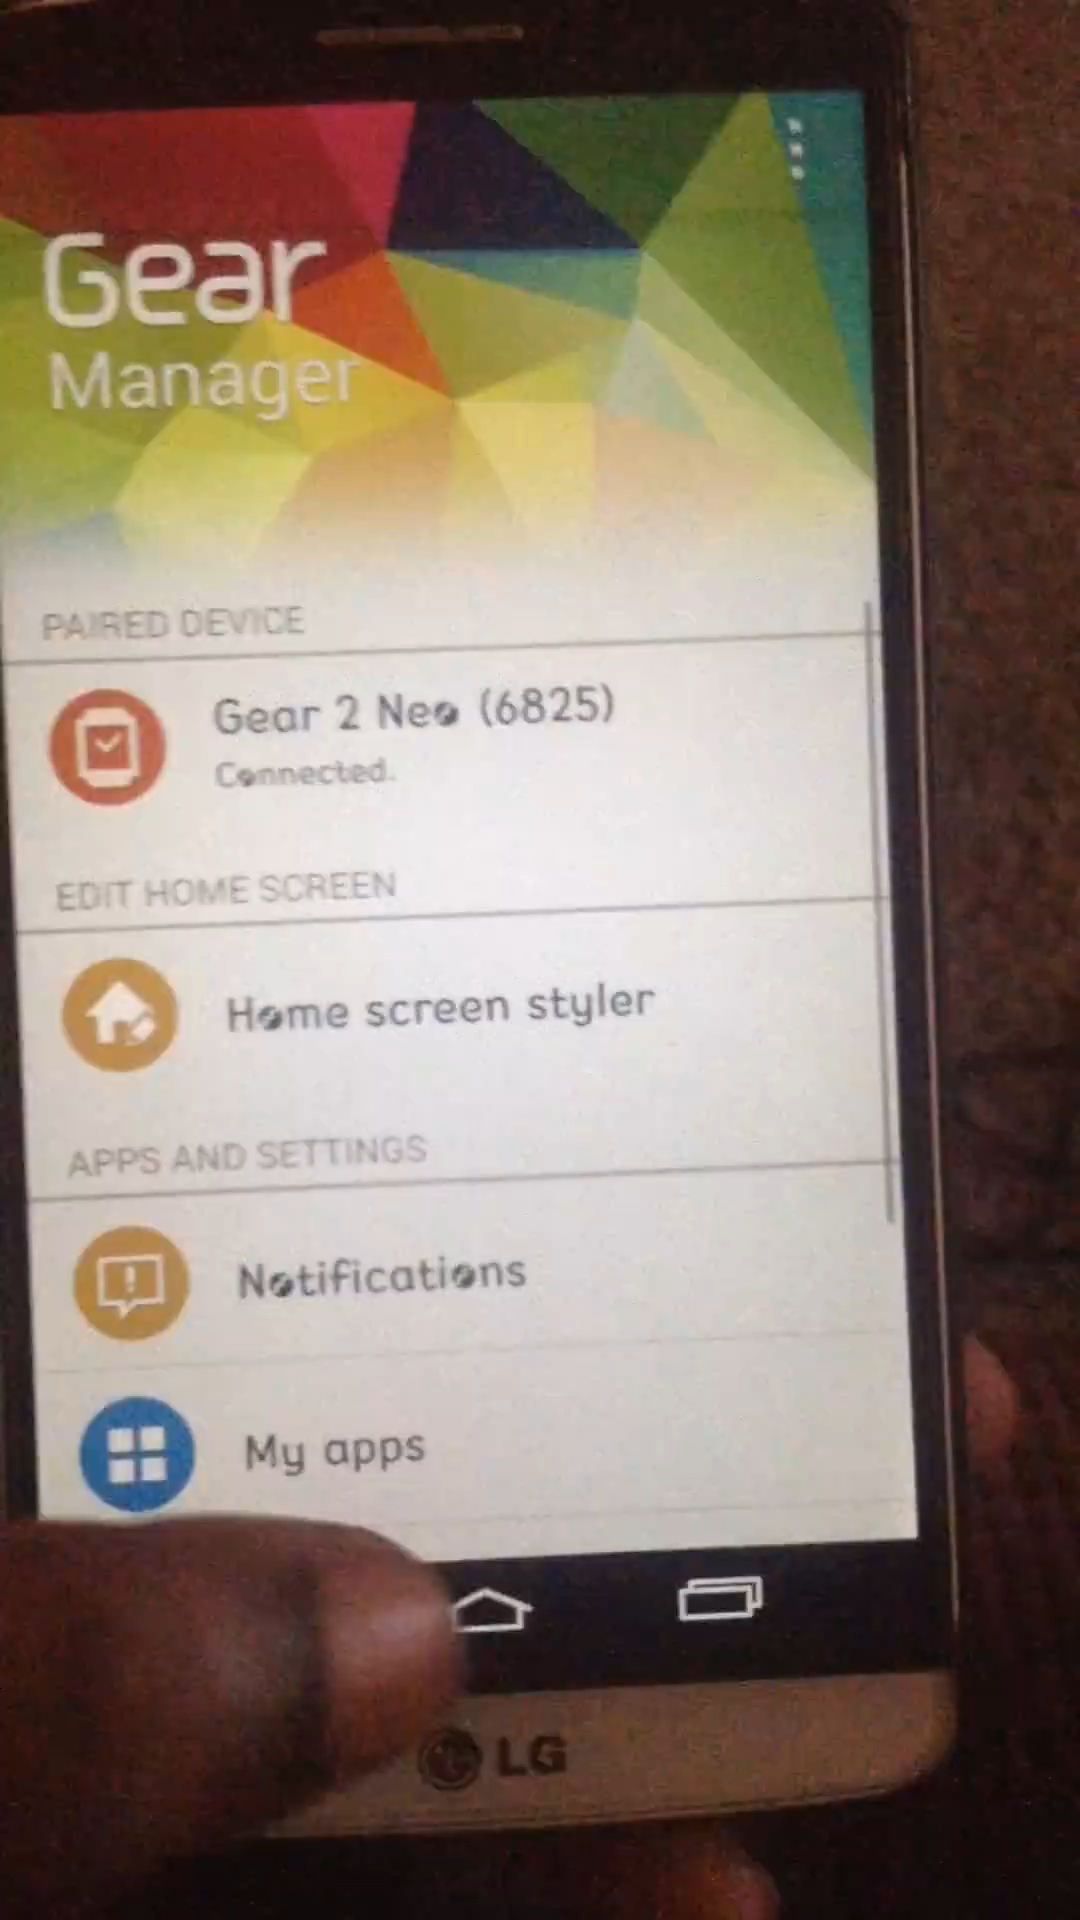 Gear
Manager
PAIRED DEVICE
Gear 2 Neo (6825)
Connected.
EDIT HOME SCREEN
Home screen styler
APPS AND SETTINGS
Notifications
My apps
LG